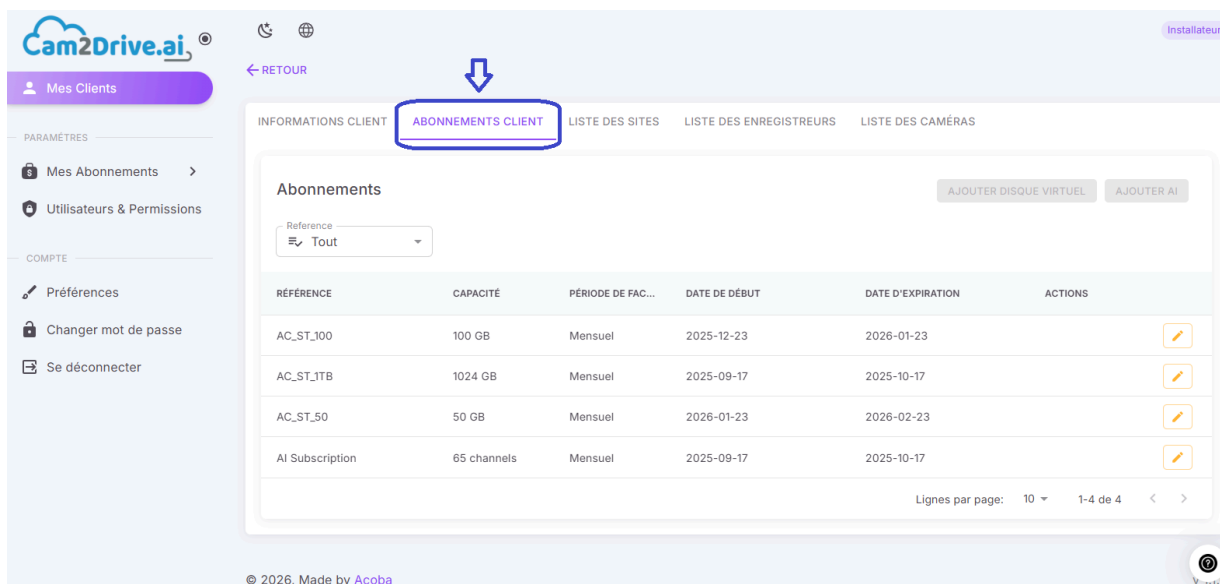 Cam2Drive.ai
Installateur
Mes Clients
PARAMÉTRES
Mes Abonnements
Utilisateurs & Permissions
COMPTE
Préférences
Changer mot de passe
Se déconnecter
RETOUR
INFORMATIONS CLIENT ABONNEMENTS CLIENT LISTE DES SITES LISTE DES ENREGISTREURS LISTE DES CAMÉRAS
Abonnements
AJOUTER DISQUE VIRTUEL AJOUTER AI
Reference
Tout
RÉFÉRENCE CAPACITÉ PÉRIODE DE FAC... DATE DE DÉBUT DATE D'EXPIRATION ACTIONS
AC_ST_100 100 GB Mensuel 2025-12-23 2026-01-23
AC_ST_1TB 1024 GB Mensuel 2025-09-17 2025-10-17
AC_ST_50 50 GB Mensuel 2026-01-23 2026-02-23
AI Subscription 65 channels Mensuel 2025-09-17 2025-10-17
Lignes par page: 10 1-4 de 4
© 2026, Made by Acoba